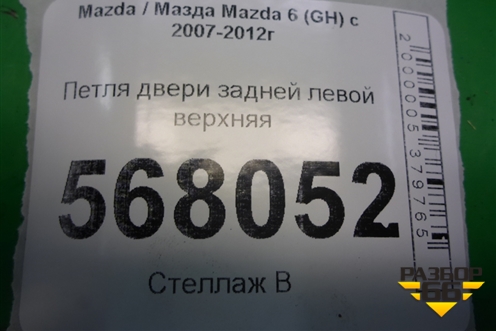 Mazda / Мазда Mazda 6 (GH) с
2007-2012г
Петля двери задней левой
верхняя
568052
Стеллаж В
2000005379765
РАЗБОР
66